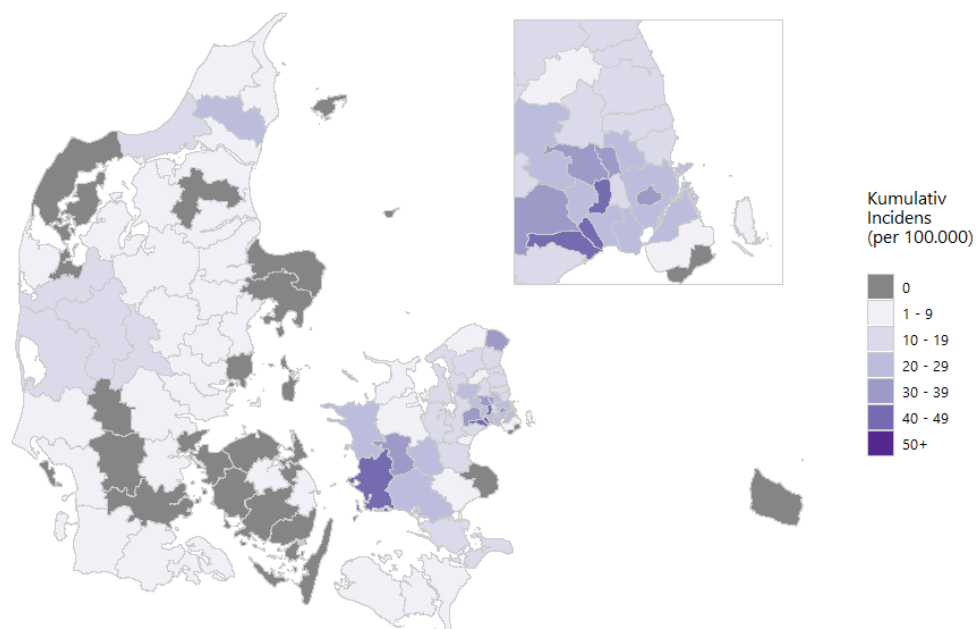 Kumulativ
Incidens
(per 100.000)
0
1 - 9
10 - 19
20 - 29
30 - 39
40 - 49
50+